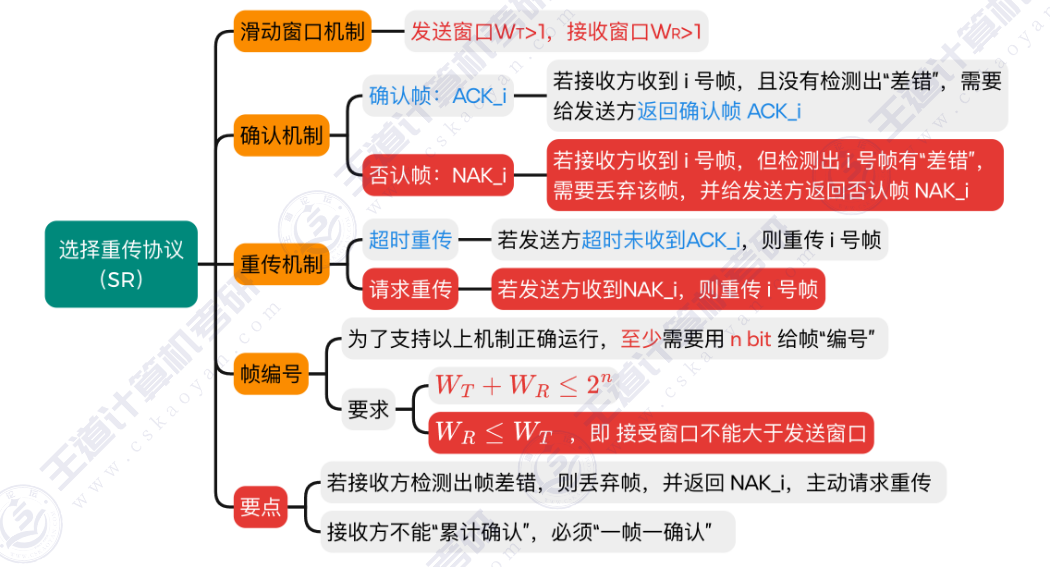 选择重传协议
（SR）
滑动窗口机制
发送窗口WT>1，接收窗口WR>1
确认机制
确认帧：ACK_i
若接收方收到 i 号帧，且没有检测出“差错”，需要
给发送方返回确认帧 ACK_i
否认帧：NAK_i
若接收方收到 i 号帧，但检测出 i 号帧有“差错”，
需要丢弃该帧，并给发送方返回否认帧 NAK_i
重传机制
超时重传
若发送方超时未收到ACK_i，则重传 i 号帧
请求重传
若发送方收到NAK_i，则重传 i 号帧
帧编号
为了支持以上机制正确运行，至少需要用 n bit 给帧“编号”
要求
W_T + W_R ≤ 2^n
W_R ≤ W_T ，即 接受窗口不能大于发送窗口
要点
若接收方检测出帧差错，则丢弃帧，并返回 NAK_i，主动请求重传
接收方不能“累计确认”，必须“一帧一确认”
王道计算机考研
www.cskaoyan.com